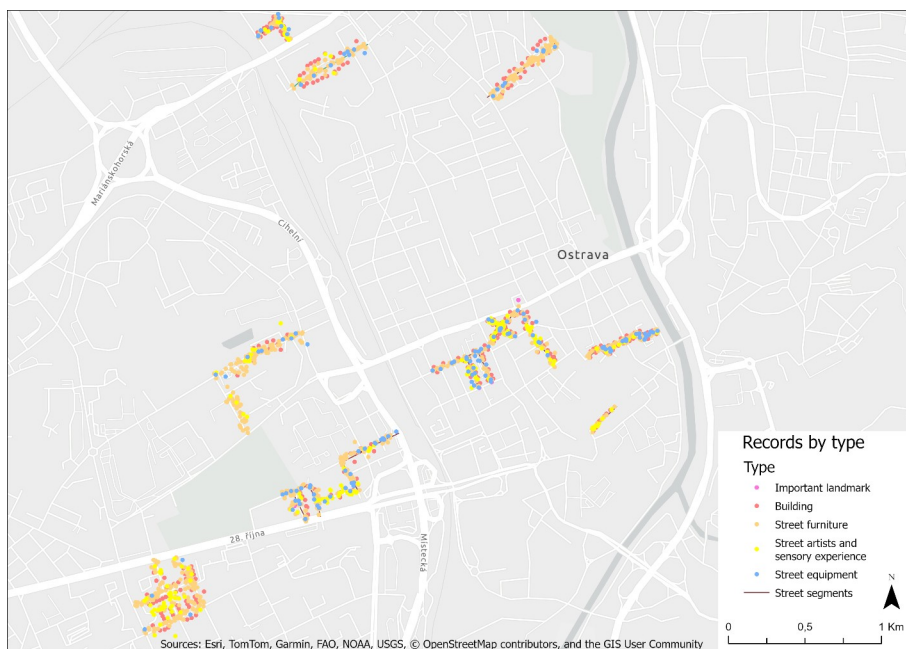 Mariánskohorská
Cihelní
Ostrava
28. října
Místecká
Records by type
Type
Important landmark
Building
Street furniture
Street artists and
sensory experience
Street equipment
Street segments
N
0 0,5 1 Km
Sources: Esri, TomTom, Garmin, FAO, NOAA, USGS, © OpenStreetMap contributors, and the GIS User Community